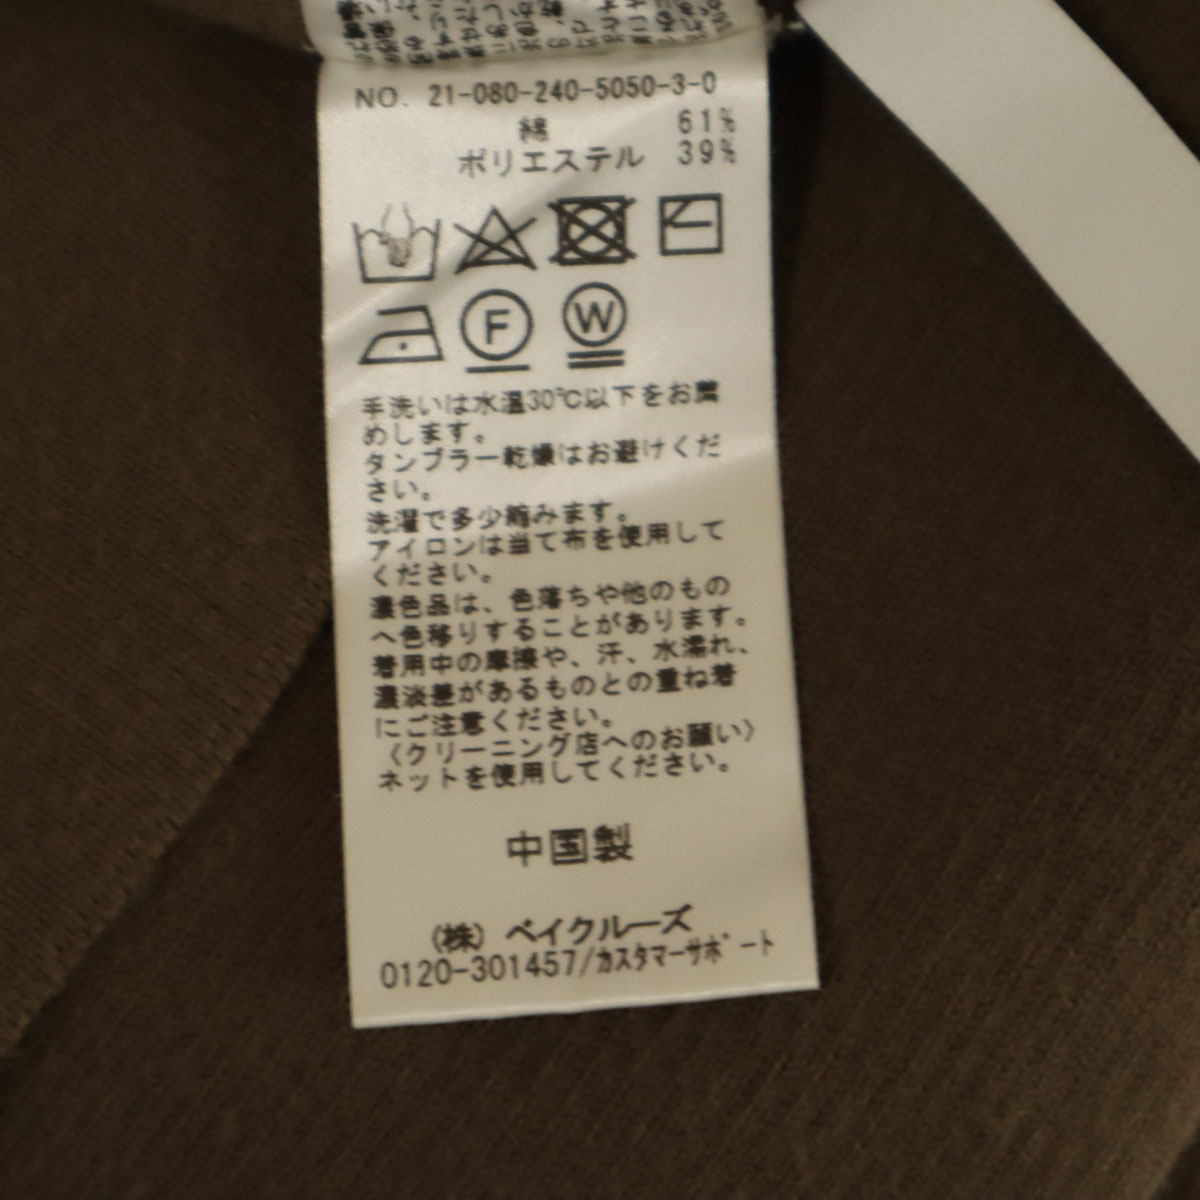 NO. 21-080-240-5050-3-0
綿 61%
ポリエステル 39%
F W
手洗いは水温30℃以下をお薦
めします。
タンブラー乾燥はお避けくだ
さい。
洗濯で多少縮みます。
アイロンは当て布を使用して
ください。
濃色品は、色落ちや他のもの
へ色移りすることがあります。
着用中の摩擦や、汗、水濡れ、
濃淡差があるものとの重ね着
にご注意ください。
〈クリーニング店へのお願い〉
ネットを使用してください。
中国製
(株) ベイクルーズ
0120-301457/カスタマーサポート